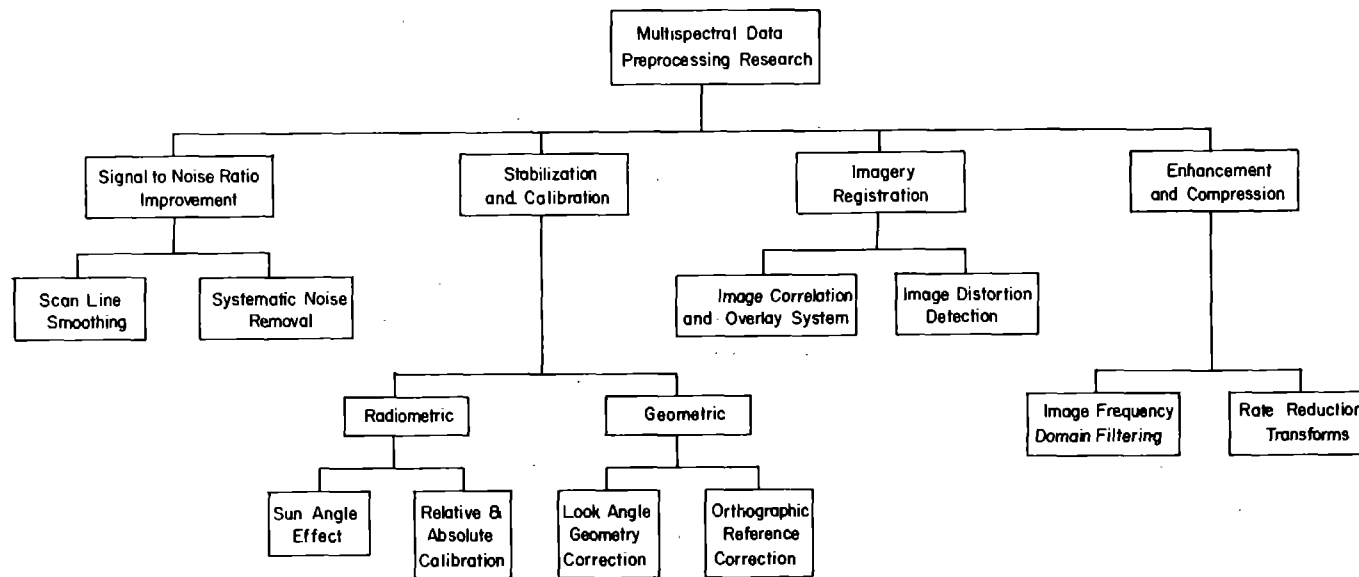 Multispectral Data
Preprocessing Research
Signal to Noise Ratio
Improvement
Stabilization
and Calibration
Imagery
Registration
Enhancement
and Compression
Scan Line
Smoothing
Systematic Noise
Removal
Image Correlation
and Overlay System
Image Distortion
Detection
Radiometric
Geometric
Image Frequency
Domain Filtering
Rate Reduction
Transforms
Sun Angle
Effect
Relative &
Absolute
Calibration
Look Angle
Geometry
Correction
Orthographic
Reference
Correction